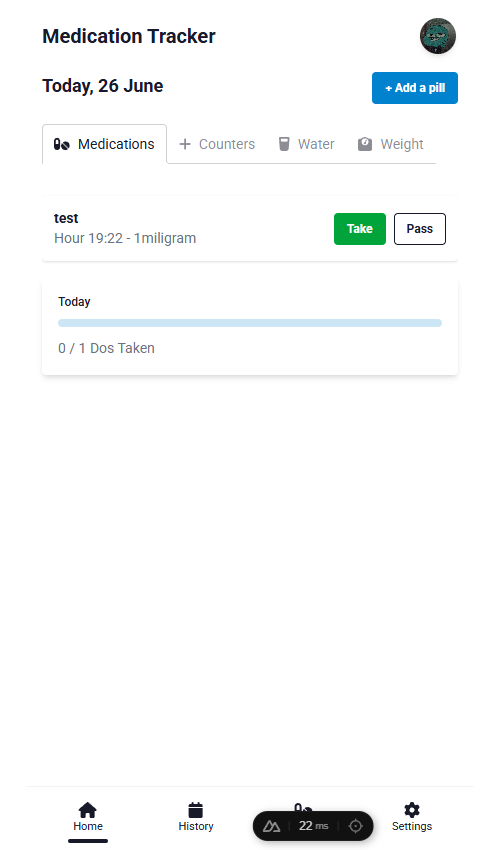 Medication Tracker
Today, 26 June
+ Add a pill
Medications
Counters
Water
Weight
test
Hour 19:22 - 1miligram
Take
Pass
Today
0 / 1 Dos Taken
Home
History
22 ms
Settings